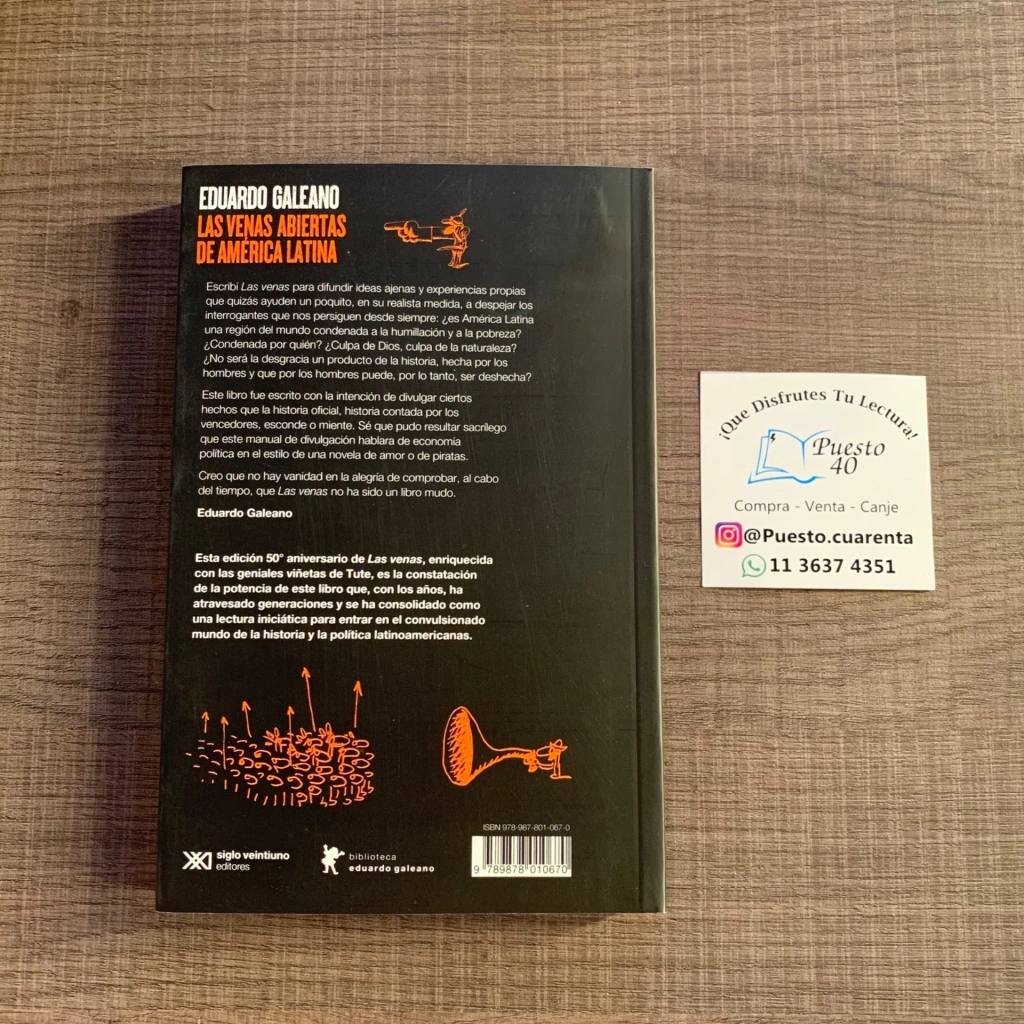 EDUARDO GALEANO
LAS VENAS ABIERTAS
DE AMÉRICA LATINA
Escribí Las venas para difundir ideas ajenas y experiencias propias
que quizás ayuden un poquito, en su realista medida, a despejar los
interrogantes que nos persiguen desde siempre: ¿es América Latina
una región del mundo condenada a la humillación y a la pobreza?
¿Condenada por quién? ¿Culpa de Dios, culpa de la naturaleza?
¿No será la desgracia un producto de la historia, hecha por los
hombres y que por los hombres puede, por lo tanto, ser deshecha?
Este libro fue escrito con la intención de divulgar ciertos
hechos que la historia oficial, historia contada por los
vencedores, esconde o miente. Sé que pudo resultar sacrílego
que este manual de divulgación hablara de economía
política en el estilo de una novela de amor o de piratas.
Creo que no hay vanidad en la alegría de comprobar, al cabo
del tiempo, que Las venas no ha sido un libro mudo.
Eduardo Galeano
Esta edición 50° aniversario de Las venas, enriquecida
con las geniales viñetas de Tute, es la constatación
de la potencia de este libro que, con los años, ha
atravesado generaciones y se ha consolidado como
una lectura iniciática para entrar en el convulsionado
mundo de la historia y la política latinoamericanas.
siglo veintiuno
editores
biblioteca
eduardo galeano
ISBN 978-987-801-067-0
9 789878 010670
¡Que Disfrutes Tu Lectura!
Puesto
40
Compra - Venta - Canje
@Puesto.cuarenta
11 3637 4351